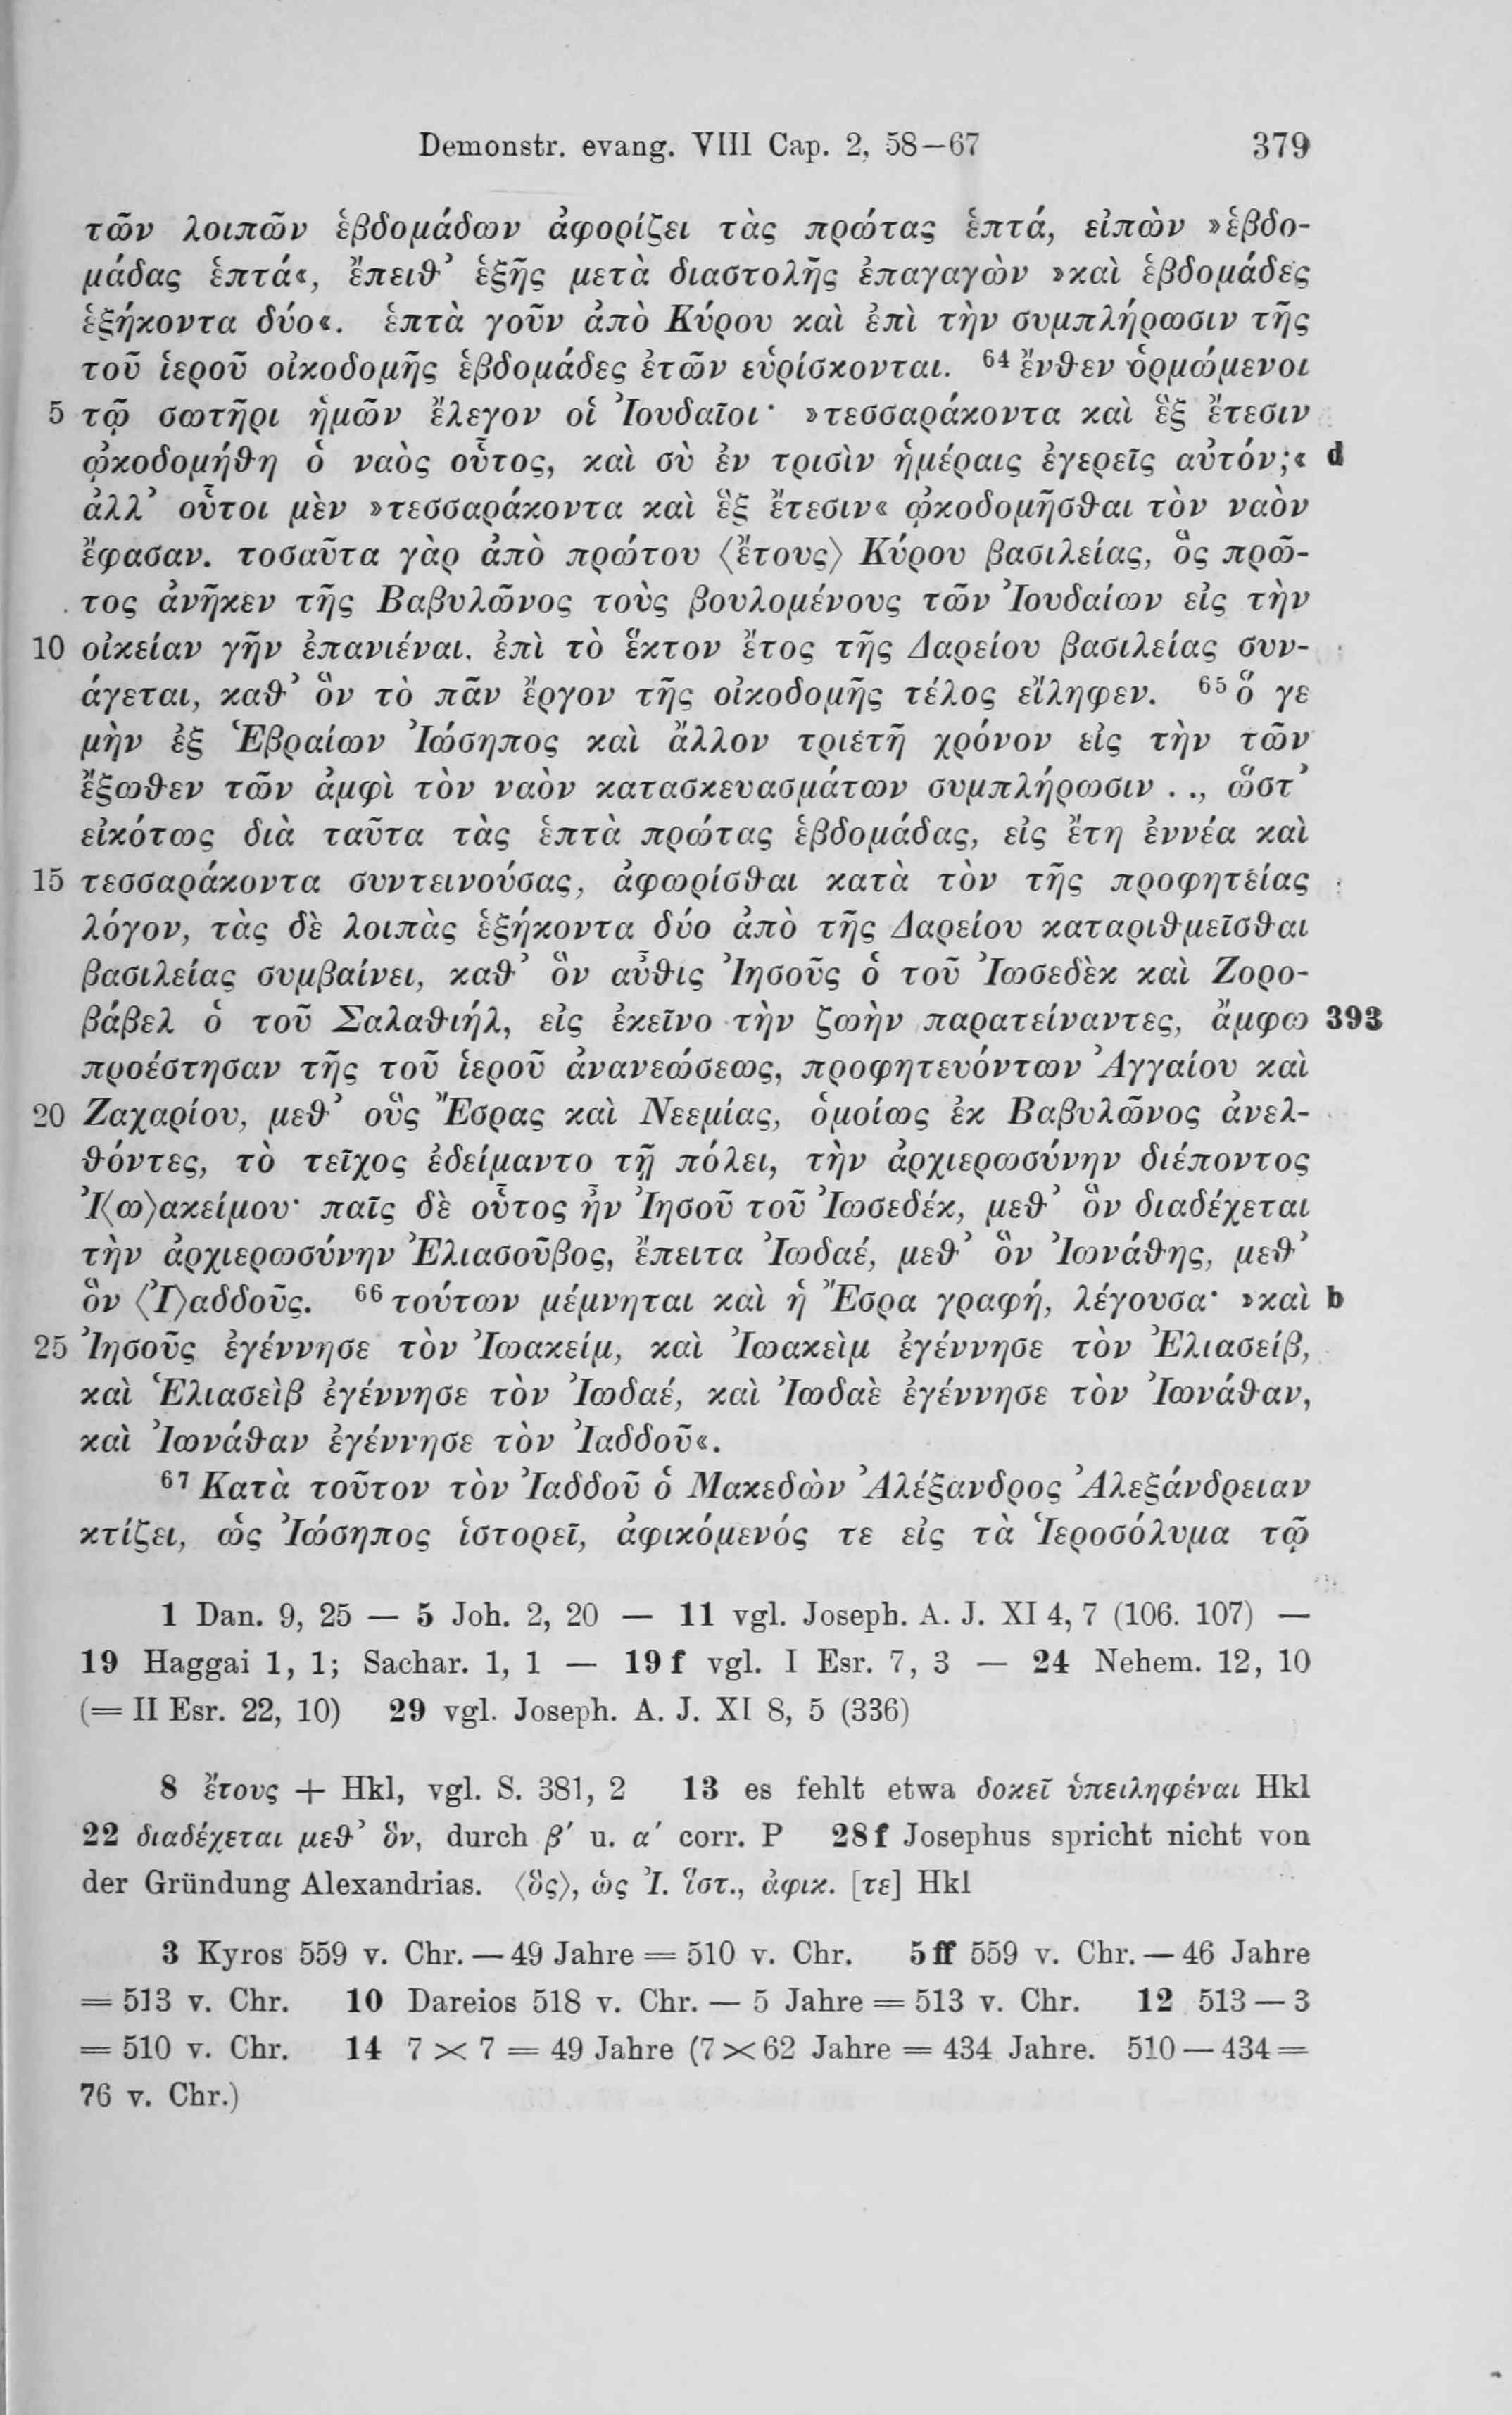 Demonstr. evang. VIII Cap. 2, 58—67 379
τῶν λοιπῶν ἑβδομάδων ἀφορίζει τὰς πρώτας ἑπτά, εἰπὼν »ἑβδο-
μάδας ἑπτά«, ἔπειθ’ ἑξῆς μετὰ διαστολῆς ἐπαγαγὼν »καὶ ἑβδομάδες
ἑξήκοντα δύο«. ἑπτὰ γοῦν ἀπὸ Κύρου καὶ ἐπὶ τὴν συμπλήρωσιν τῆς
τοῦ ἱεροῦ οἰκοδομῆς ἑβδομάδες ἐτῶν εὑρίσκονται. 64 ἔνθεν ὁρμώμενοι
5 τῷ σωτῆρι ἡμῶν ἔλεγον οἱ Ἰουδαῖοι· »τεσσαράκοντα καὶ ἓξ ἔτεσιν
ᾠκοδομήθη ὁ ναὸς οὗτος, καὶ σὺ ἐν τρισὶν ἡμέραις ἐγερεῖς αὐτόν;« d
ἀλλ’ οὗτοι μὲν »τεσσαράκοντα καὶ ἓξ ἔτεσιν« ᾠκοδομῆσθαι τὸν ναὸν
ἔφασαν. τοσαῦτα γὰρ ἀπὸ πρώτου ⟨ἔτους⟩ Κύρου βασιλείας, ὃς πρῶ-
τος ἀνῆκεν τῆς Βαβυλῶνος τοὺς βουλομένους τῶν Ἰουδαίων εἰς τὴν
10 οἰκείαν γῆν ἐπανιέναι, ἐπὶ τὸ ἕκτον ἔτος τῆς Δαρείου βασιλείας συν-
άγεται, καθ’ ὃν τὸ πᾶν ἔργον τῆς οἰκοδομῆς τέλος εἴληφεν. 65 ὅ γε
μὴν ἐξ Ἑβραίων Ἰώσηπος καὶ ἄλλον τριετῆ χρόνον εἰς τὴν τῶν
ἔξωθεν τῶν ἀμφὶ τὸν ναὸν κατασκευασμάτων συμπλήρωσιν . ., ὥστ’
εἰκότως διὰ ταῦτα τὰς ἑπτὰ πρώτας ἑβδομάδας, εἰς ἔτη ἐννέα καὶ
15 τεσσαράκοντα συντεινούσας, ἀφωρίσθαι κατὰ τὸν τῆς προφητείας
λόγον, τὰς δὲ λοιπὰς ἑξήκοντα δύο ἀπὸ τῆς Δαρείου καταριθμεῖσθαι
βασιλείας συμβαίνει, καθ’ ὃν αὖθις Ἰησοῦς ὁ τοῦ Ἰωσεδὲκ καὶ Ζορο-
βάβελ ὁ τοῦ Σαλαθιήλ, εἰς ἐκεῖνο τὴν ζωὴν παρατείναντες, ἄμφω 393
προέστησαν τῆς τοῦ ἱεροῦ ἀνανεώσεως, προφητευόντων Ἀγγαίου καὶ
20 Ζαχαρίου, μεθ’ οὓς Ἔσρας καὶ Νεεμίας, ὁμοίως ἐκ Βαβυλῶνος ἀνελ-
θόντες, τὸ τεῖχος ἐδείμαντο τῇ πόλει, τὴν ἀρχιερωσύνην διέποντος
Ἰ⟨ω⟩ακείμου· παῖς δὲ οὗτος ἦν Ἰησοῦ τοῦ Ἰωσεδέκ, μεθ’ ὃν διαδέχεται
τὴν ἀρχιερωσύνην Ἐλιασοῦβος, ἔπειτα Ἰωδαέ, μεθ’ ὃν Ἰωνάθης, μεθ’
ὃν ⟨Ἰ⟩αδδοῦς. 66 τούτων μέμνηται καὶ ἡ Ἔσρα γραφή, λέγουσα· »καὶ b
25 Ἰησοῦς ἐγέννησε τὸν Ἰωακείμ, καὶ Ἰωακεὶμ ἐγέννησε τὸν Ἐλιασείβ,
καὶ Ἐλιασεὶβ ἐγέννησε τὸν Ἰωδαέ, καὶ Ἰωδαὲ ἐγέννησε τὸν Ἰωνάθαν,
καὶ Ἰωνάθαν ἐγέννησε τὸν Ἰαδδοῦ«.
67 Κατὰ τοῦτον τὸν Ἰαδδοῦ ὁ Μακεδὼν Ἀλέξανδρος Ἀλεξάνδρειαν
κτίζει, ὡς Ἰώσηπος ἱστορεῖ, ἀφικόμενός τε εἰς τὰ Ἱεροσόλυμα τῷ
1 Dan. 9, 25 — 5 Joh. 2, 20 — 11 vgl. Joseph. A. J. XI 4, 7 (106. 107) —
19 Haggai 1, 1; Sachar. 1, 1 — 19 f vgl. I Esr. 7, 3 — 24 Nehem. 12, 10
(= II Esr. 22, 10) 29 vgl. Joseph. A. J. XI 8, 5 (336)
8 ἔτους + Hkl, vgl. S. 381, 2 13 es fehlt etwa δοκεῖ ὑπειληφέναι Hkl
22 διαδέχεται μεθ’ ὃν, durch β′ u. α′ corr. P 28 f Josephus spricht nicht von
der Gründung Alexandrias. ⟨ὃς⟩, ὡς Ἰ. ἱστ., ἀφικ. [τε] Hkl
3 Kyros 559 v. Chr. — 49 Jahre = 510 v. Chr. 5 ff 559 v. Chr. — 46 Jahre
= 513 v. Chr. 10 Dareios 518 v. Chr. — 5 Jahre = 513 v. Chr. 12 513 — 3
= 510 v. Chr. 14 7 × 7 = 49 Jahre (7 × 62 Jahre = 434 Jahre. 510 — 434 =
76 v. Chr.)